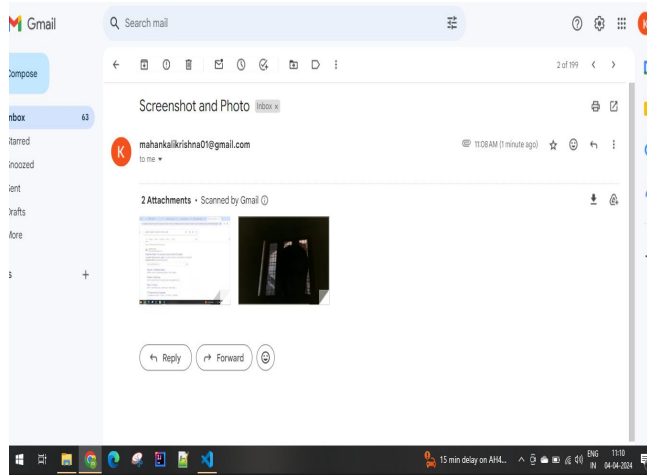 Gmail
Search mail
Compose
2 of 199
Inbox 63
Starred
Snoozed
Sent
Drafts
More
Screenshot and Photo Inbox x
K
mahankalikrishna01@gmail.com 11:08 AM (1 minute ago)
to me
2 Attachments • Scanned by Gmail
Reply Forward
15 min delay on AH4... ENG 11:10
IN 04-04-2024